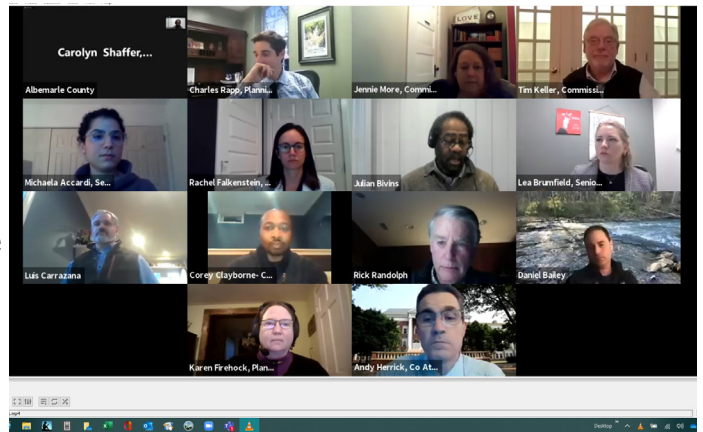 Carolyn Shaffer,...
LOVE
Albemarle County
Charles Rapp, Planni...
Jennie More, Commi...
Tim Keller, Commissi...
Michaela Accardi, Se...
Rachel Falkenstein, ...
Julian Bivins
Lea Brumfield, Senio...
Luis Carrazana
Corey Clayborne- C...
Rick Randolph
Daniel Bailey
Karen Firehock, Plan...
Andy Herrick, Co At...
Desktop